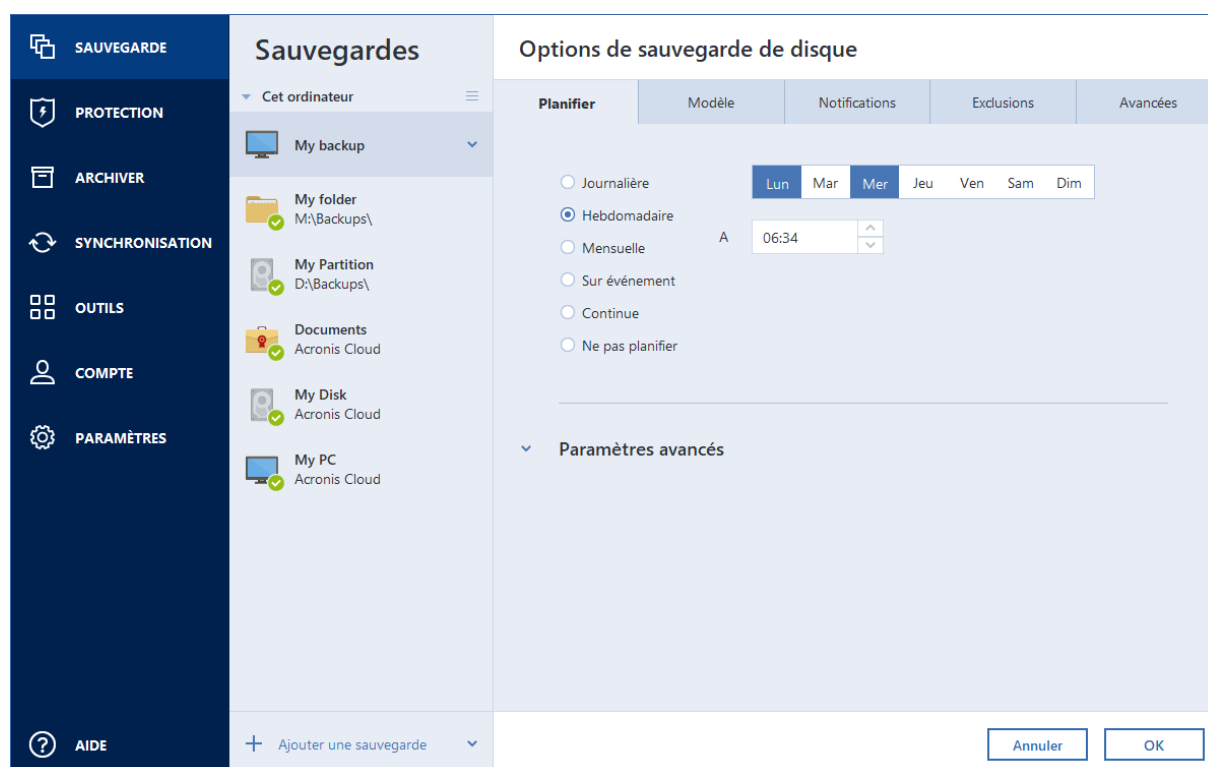 SAUVEGARDE
PROTECTION
ARCHIVER
SYNCHRONISATION
OUTILS
COMPTE
PARAMÈTRES
AIDE
Sauvegardes
Cet ordinateur
My backup
My folder
M:\Backups\
My Partition
D:\Backups\
Documents
Acronis Cloud
My Disk
Acronis Cloud
My PC
Acronis Cloud
Ajouter une sauvegarde
Options de sauvegarde de disque
Planifier Modèle Notifications Exclusions Avancées
Journalière
Hebdomadaire
Mensuelle
Sur événement
Continue
Ne pas planifier
Lun Mar Mer Jeu Ven Sam Dim
A 06:34
Paramètres avancés
Annuler OK